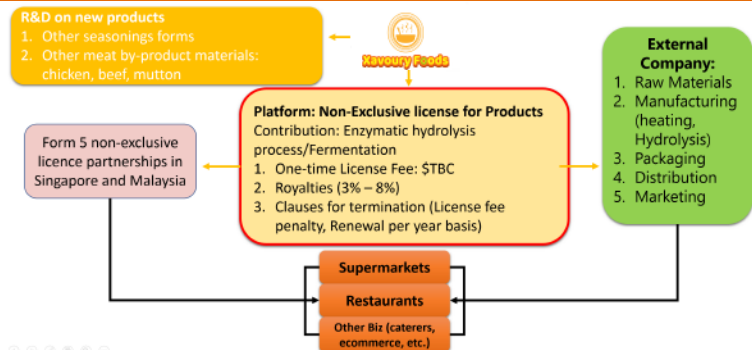 R&D on new products
1. Other seasonings forms
2. Other meat by-product materials:
chicken, beef, mutton
Xavoury Foods
Platform: Non-Exclusive license for Products
Contribution: Enzymatic hydrolysis
process/Fermentation
1. One-time License Fee: $TBC
2. Royalties (3% – 8%)
3. Clauses for termination (License fee
penalty, Renewal per year basis)
Form 5 non-exclusive
licence partnerships in
Singapore and Malaysia
External
Company:
1. Raw Materials
2. Manufacturing
(heating,
Hydrolysis)
3. Packaging
4. Distribution
5. Marketing
Supermarkets
Restaurants
Other Biz (caterers,
ecommerce, etc.)